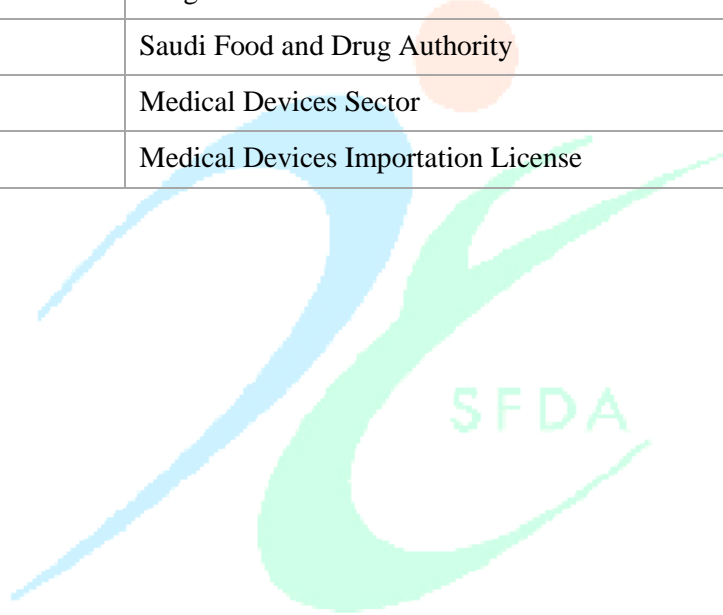 Saudi Food and Drug Authority
Medical Devices Sector
Medical Devices Importation License
SFDA